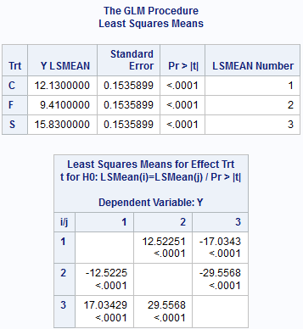 The GLM Procedure
Least Squares Means
Trt Y LSMEAN Standard Error Pr > |t| LSMEAN Number
C 12.1300000 0.1535899 <.0001 1
F 9.4100000 0.1535899 <.0001 2
S 15.8300000 0.1535899 <.0001 3
Least Squares Means for Effect Trt
t for H0: LSMean(i)=LSMean(j) / Pr > |t|
Dependent Variable: Y
i/j 1 2 3
1 12.52251 -17.0343
<.0001 <.0001
2 -12.5225 -29.5568
<.0001 <.0001
3 17.03429 29.5568
<.0001 <.0001